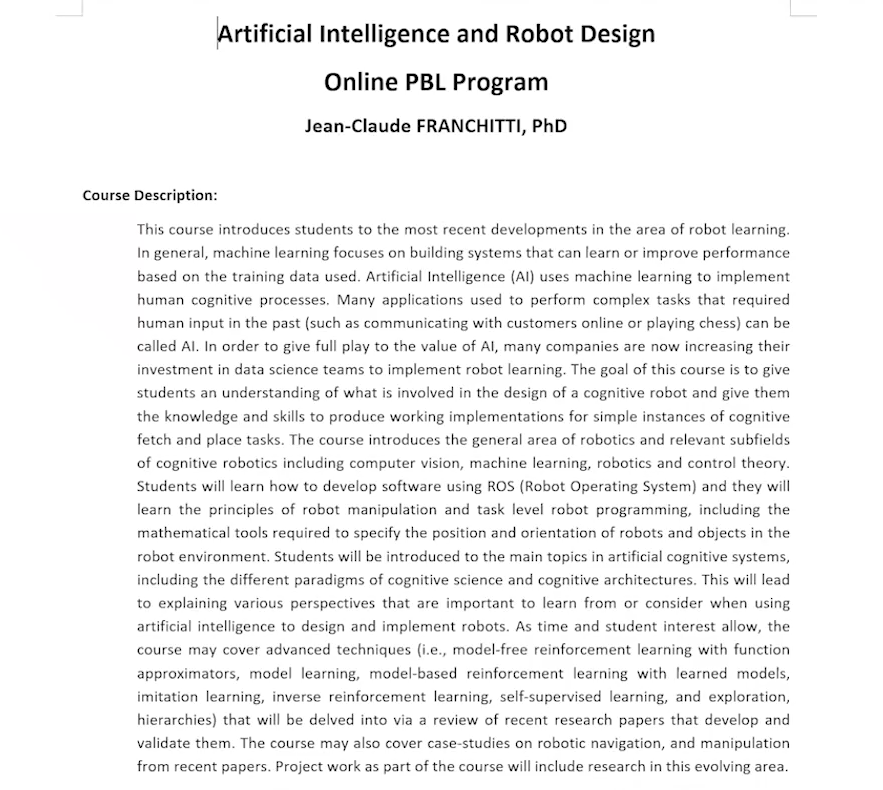 Artificial Intelligence and Robot Design
Online PBL Program
Jean-Claude FRANCHITTI, PhD
Course Description:
This course introduces students to the most recent developments in the area of robot learning.
In general, machine learning focuses on building systems that can learn or improve performance
based on the training data used. Artificial Intelligence (AI) uses machine learning to implement
human cognitive processes. Many applications used to perform complex tasks that required
human input in the past (such as communicating with customers online or playing chess) can be
called AI. In order to give full play to the value of AI, many companies are now increasing their
investment in data science teams to implement robot learning. The goal of this course is to give
students an understanding of what is involved in the design of a cognitive robot and give them
the knowledge and skills to produce working implementations for simple instances of cognitive
fetch and place tasks. The course introduces the general area of robotics and relevant subfields
of cognitive robotics including computer vision, machine learning, robotics and control theory.
Students will learn how to develop software using ROS (Robot Operating System) and they will
learn the principles of robot manipulation and task level robot programming, including the
mathematical tools required to specify the position and orientation of robots and objects in the
robot environment. Students will be introduced to the main topics in artificial cognitive systems,
including the different paradigms of cognitive science and cognitive architectures. This will lead
to explaining various perspectives that are important to learn from or consider when using
artificial intelligence to design and implement robots. As time and student interest allow, the
course may cover advanced techniques (i.e., model-free reinforcement learning with function
approximators, model learning, model-based reinforcement learning with learned models,
imitation learning, inverse reinforcement learning, self-supervised learning, and exploration,
hierarchies) that will be delved into via a review of recent research papers that develop and
validate them. The course may also cover case-studies on robotic navigation, and manipulation
from recent papers. Project work as part of the course will include research in this evolving area.